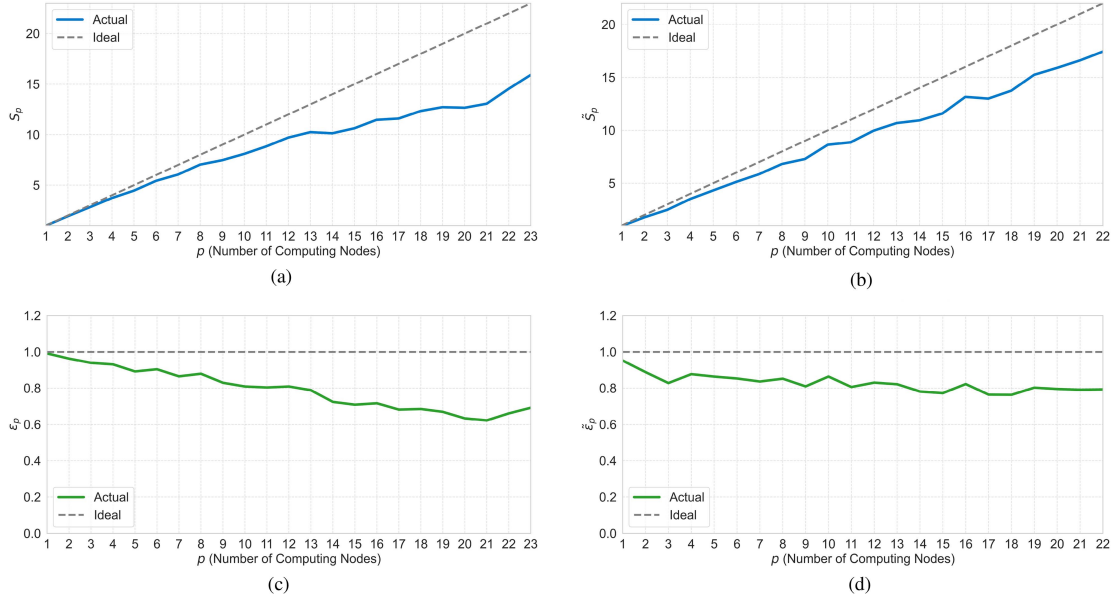 Actual
Ideal
20
15
10
5
S_p
1 2 3 4 5 6 7 8 9 10 11 12 13 14 15 16 17 18 19 20 21 22 23
p (Number of Computing Nodes)
(a)
Actual
Ideal
20
15
10
5
S̃_p
1 2 3 4 5 6 7 8 9 10 11 12 13 14 15 16 17 18 19 20 21 22
p (Number of Computing Nodes)
(b)
1.2
1.0
0.8
0.6
0.4
0.2
0.0
ε_p
Actual
Ideal
1 2 3 4 5 6 7 8 9 10 11 12 13 14 15 16 17 18 19 20 21 22 23
p (Number of Computing Nodes)
(c)
1.2
1.0
0.8
0.6
0.4
0.2
0.0
ε̃_p
Actual
Ideal
1 2 3 4 5 6 7 8 9 10 11 12 13 14 15 16 17 18 19 20 21 22
p (Number of Computing Nodes)
(d)